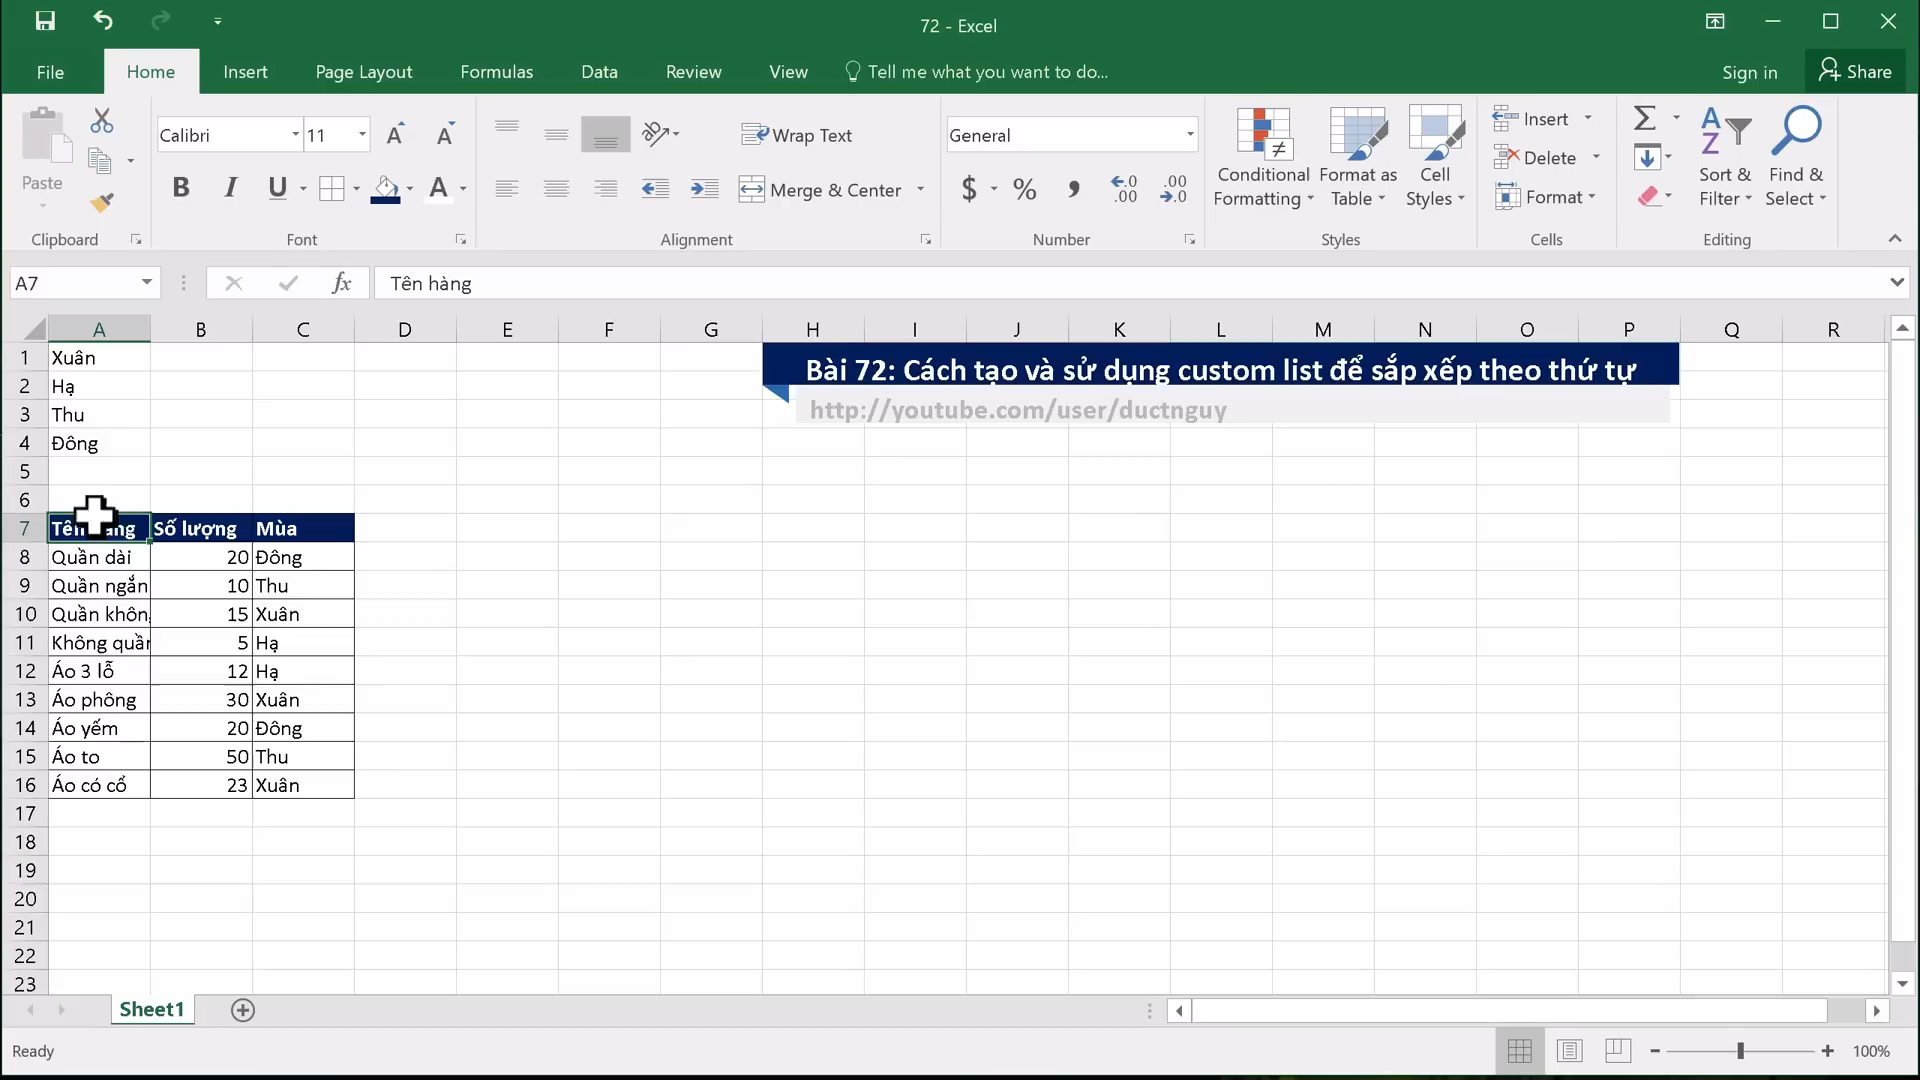 72 - Excel
File Home Insert Page Layout Formulas Data Review View Tell me what you want to do... Sign in Share
Calibri 11 Wrap Text General Insert
Delete
Paste Conditional Formatting Format as Table Cell Styles Sort & Filter Find & Select
B I U A Merge & Center $ % Format
Clipboard Font Alignment Number Styles Cells Editing
A7 fx Tên hàng
A B C D E F G H I J K L M N O P Q R
1 Xuân
Bài 72: Cách tạo và sử dụng custom list để sắp xếp theo thứ tự
2 Hạ
http://youtube.com/user/ductnguy
3 Thu
4 Đông
5
6
7 Số lượng Mùa
8 Quần dài 20 Đông
9 Quần ngắn 10 Thu
10 Quần khôn 15 Xuân
11 Không quần 5 Hạ
12 Áo 3 lỗ 12 Hạ
13 Áo phông 30 Xuân
14 Áo yếm 20 Đông
15 Áo to 50 Thu
16 Áo có cổ 23 Xuân
17
18
19
20
21
22
23
Sheet1
Ready 100%